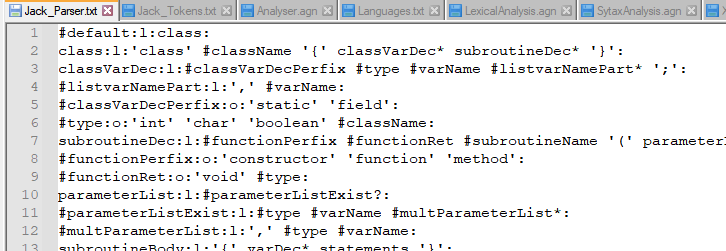 Jack_Parser.txt Jack_Tokens.txt Analyser.agn Languages.txt LexicalAnalysis.agn SytaxAnalysis.agn
1 #default:l:class:
2 class:l:'class' #className '{' classVarDec* subroutineDec* '}':
3 classVarDec:l:#classVarDecPerfix #type #varName #listvarNamePart* ';':
4 #listvarNamePart:l:',' #varName:
5 #classVarDecPerfix:o:'static' 'field':
6 #type:o:'int' 'char' 'boolean' #className:
7 subroutineDec:l:#functionPerfix #functionRet #subroutineName '(' parameterL
8 #functionPerfix:o:'constructor' 'function' 'method':
9 #functionRet:o:'void' #type:
10 parameterList:l:#parameterListExist?:
11 #parameterListExist:l:#type #varName #multParameterList*:
12 #multParameterList:l:',' #type #varName:
13 subroutineBody:l:'{' varDec* statements '}':